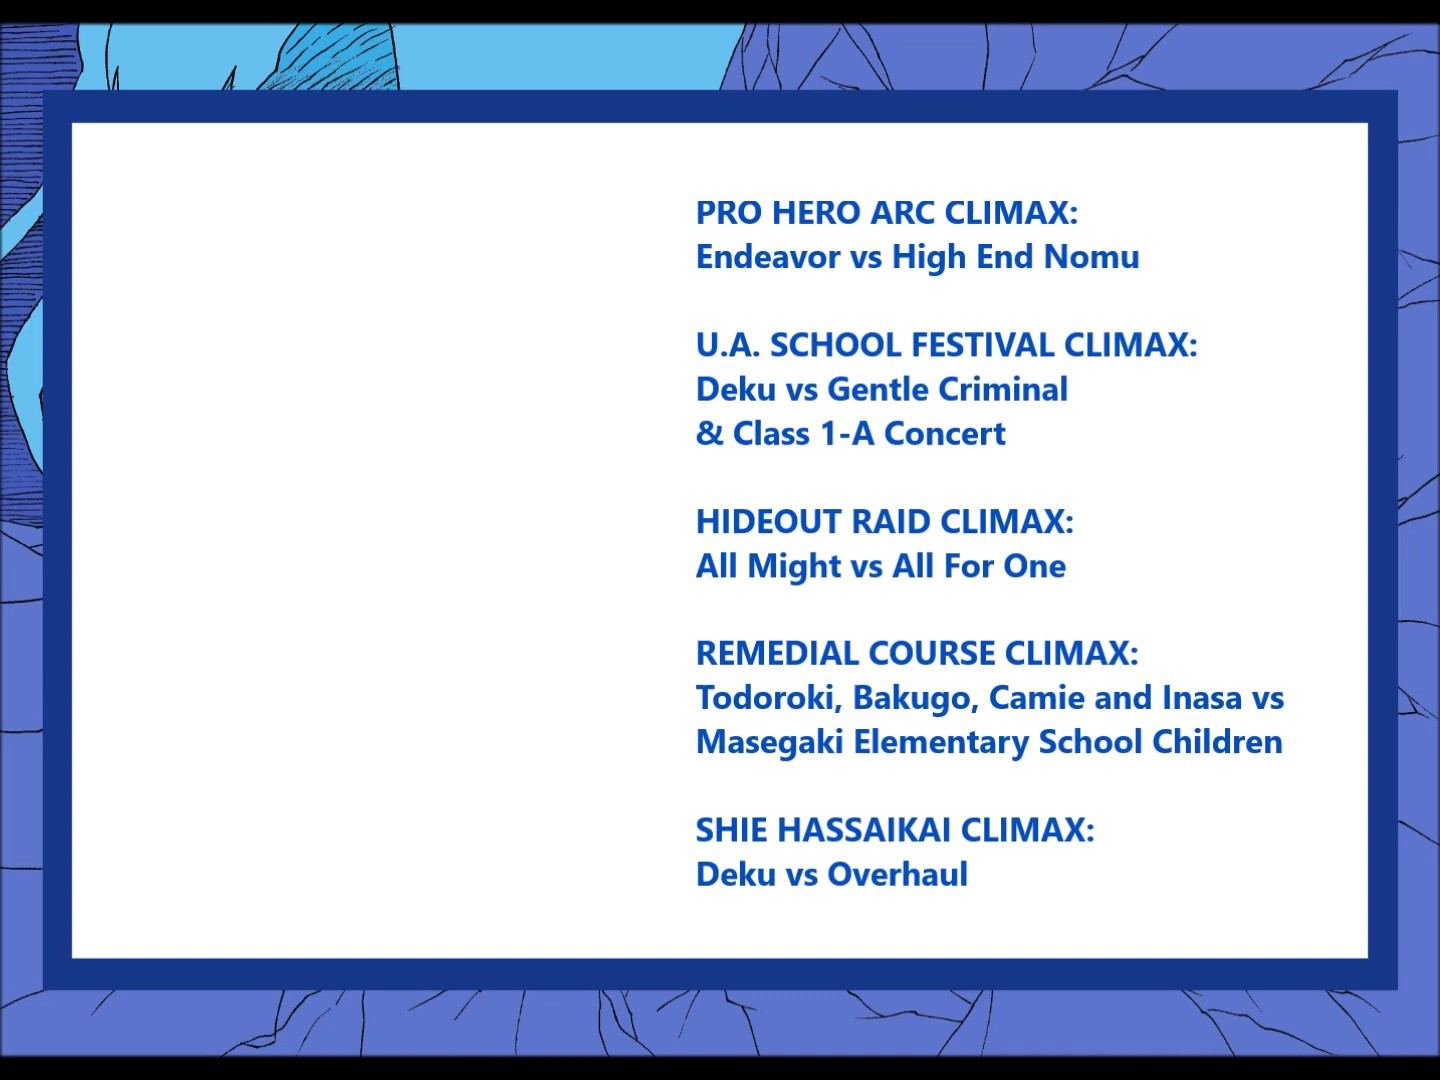 PRO HERO ARC CLIMAX:
Endeavor vs High End Nomu
U.A. SCHOOL FESTIVAL CLIMAX:
Deku vs Gentle Criminal
& Class 1-A Concert
HIDEOUT RAID CLIMAX:
All Might vs All For One
REMEDIAL COURSE CLIMAX:
Todoroki, Bakugo, Camie and Inasa vs
Masegaki Elementary School Children
SHIE HASSAIKAI CLIMAX:
Deku vs Overhaul